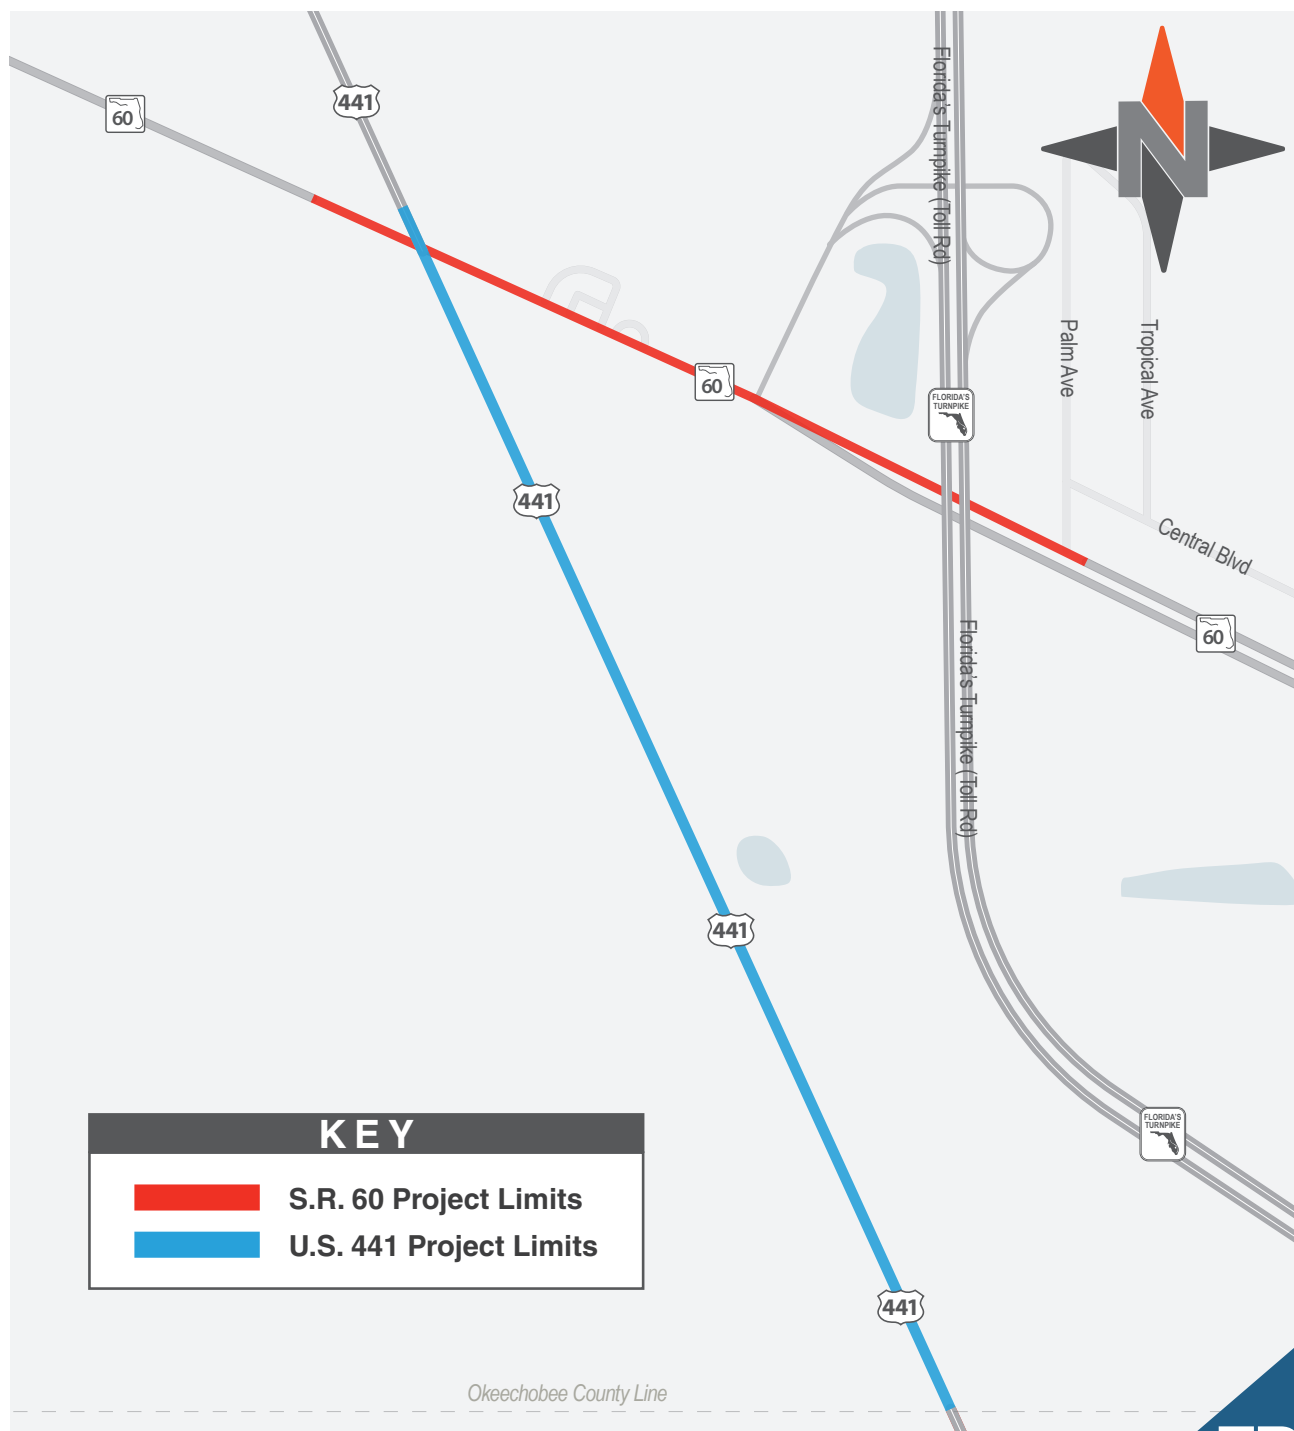 441
60
Florida's Turnpike (Toll Rd)
N
60
FLORIDA'S
TURNPIKE
Palm Ave
Tropical Ave
441
Central Blvd
60
Florida's Turnpike (Toll Rd)
441
FLORIDA'S
TURNPIKE
KEY
S.R. 60 Project Limits
U.S. 441 Project Limits
441
Okeechobee County Line